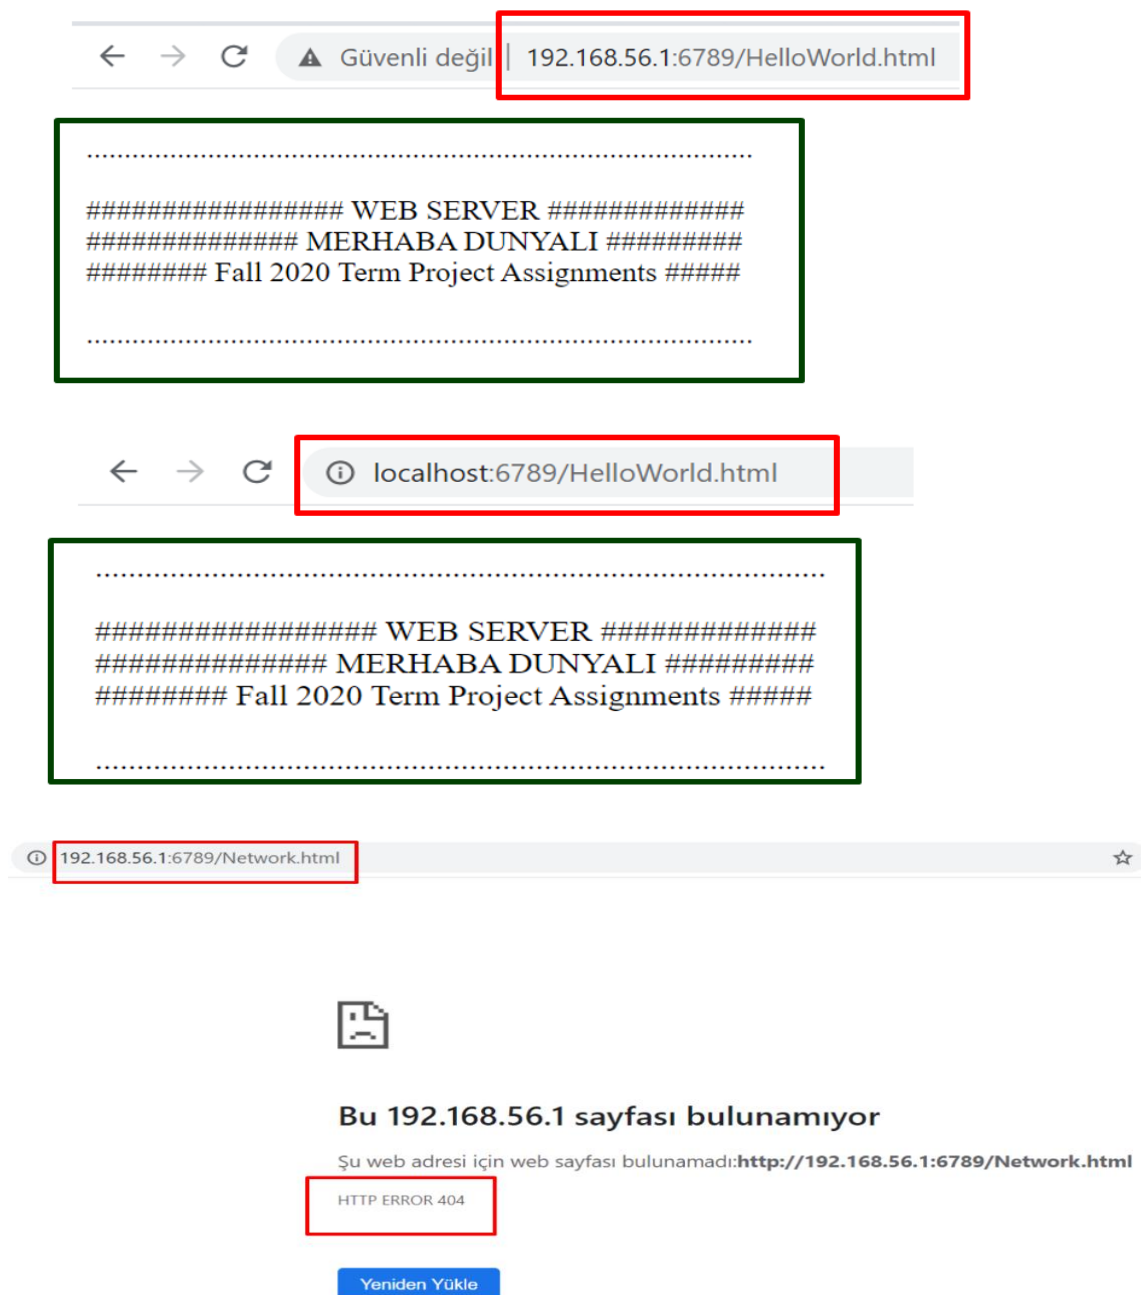 Güvenli değil | 192.168.56.1:6789/HelloWorld.html
................................................................................
################# WEB SERVER #############
############## MERHABA DUNYALI #########
######## Fall 2020 Term Project Assignments #####
................................................................................
localhost:6789/HelloWorld.html
................................................................................
################# WEB SERVER #############
############## MERHABA DUNYALI #########
######## Fall 2020 Term Project Assignments #####
................................................................................
192.168.56.1:6789/Network.html
Bu 192.168.56.1 sayfası bulunamıyor
Şu web adresi için web sayfası bulunamadı:http://192.168.56.1:6789/Network.html
HTTP ERROR 404
Yeniden Yükle